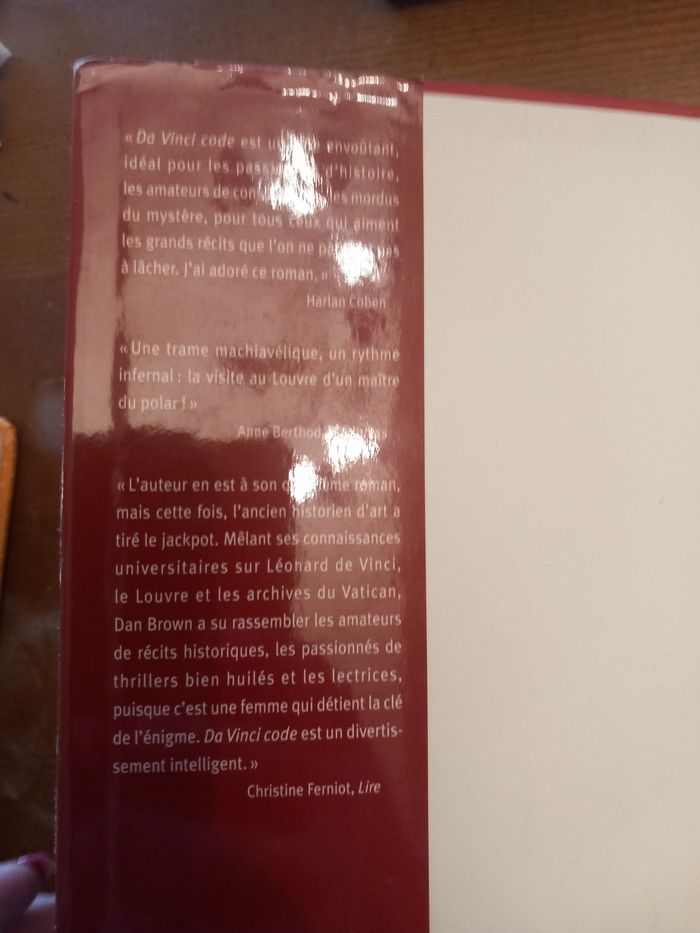 « Da Vinci code est un envoûtant,
idéal pour les d'histoire,
les amateurs de les mordus
du mystère, pour tous ceux qui aiment
les grands récits que l'on ne pas
à lâcher. J'ai adoré ce roman. »
Harlan Coben
« Une trame machiavélique, un rythme
infernal : la visite au Louvre d'un maître
du polar ! »
Anne Berthod,
« L'auteur en est à son roman,
mais cette fois, l'ancien historien d'art a
tiré le jackpot. Mêlant ses connaissances
universitaires sur Léonard de Vinci,
le Louvre et les archives du Vatican,
Dan Brown a su rassembler les amateurs
de récits historiques, les passionnés de
thrillers bien huilés et les lectrices,
puisque c'est une femme qui détient la clé
de l'énigme. Da Vinci code est un divertis-
sement intelligent. »
Christine Ferniot, Lire